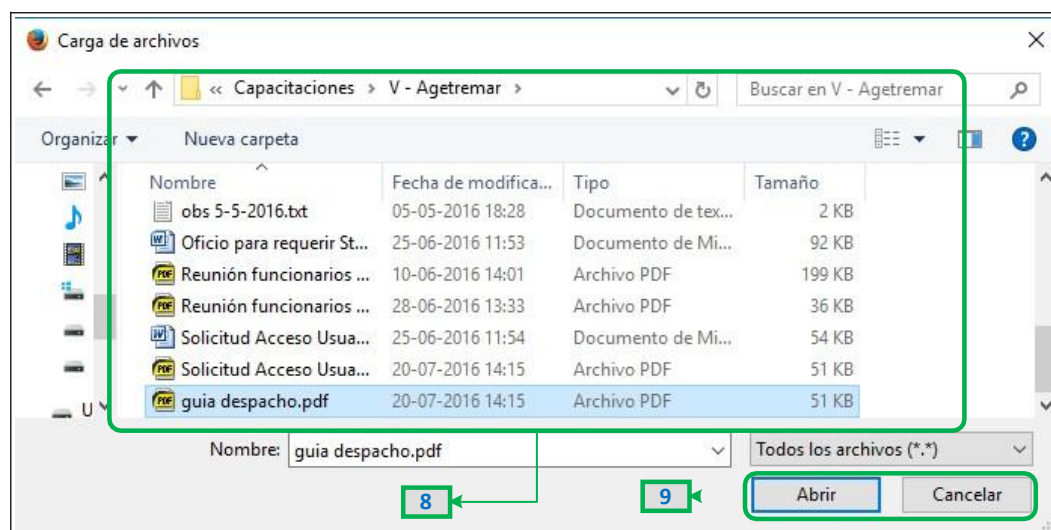 Carga de archivos
« Capacitaciones > V - Agetremar > Buscar en V - Agetremar
Organizar Nueva carpeta
Nombre Fecha de modifica... Tipo Tamaño
obs 5-5-2016.txt 05-05-2016 18:28 Documento de tex... 2 KB
Oficio para requerir St... 25-06-2016 11:53 Documento de Mi... 92 KB
PDF Reunión funcionarios ... 10-06-2016 14:01 Archivo PDF 199 KB
PDF Reunión funcionarios ... 28-06-2016 13:33 Archivo PDF 36 KB
Solicitud Acceso Usua... 25-06-2016 11:54 Documento de Mi... 54 KB
PDF Solicitud Acceso Usua... 20-07-2016 14:15 Archivo PDF 51 KB
U PDF guia despacho.pdf 20-07-2016 14:15 Archivo PDF 51 KB
Nombre: guia despacho.pdf Todos los archivos (*.*)
8 9 Abrir Cancelar